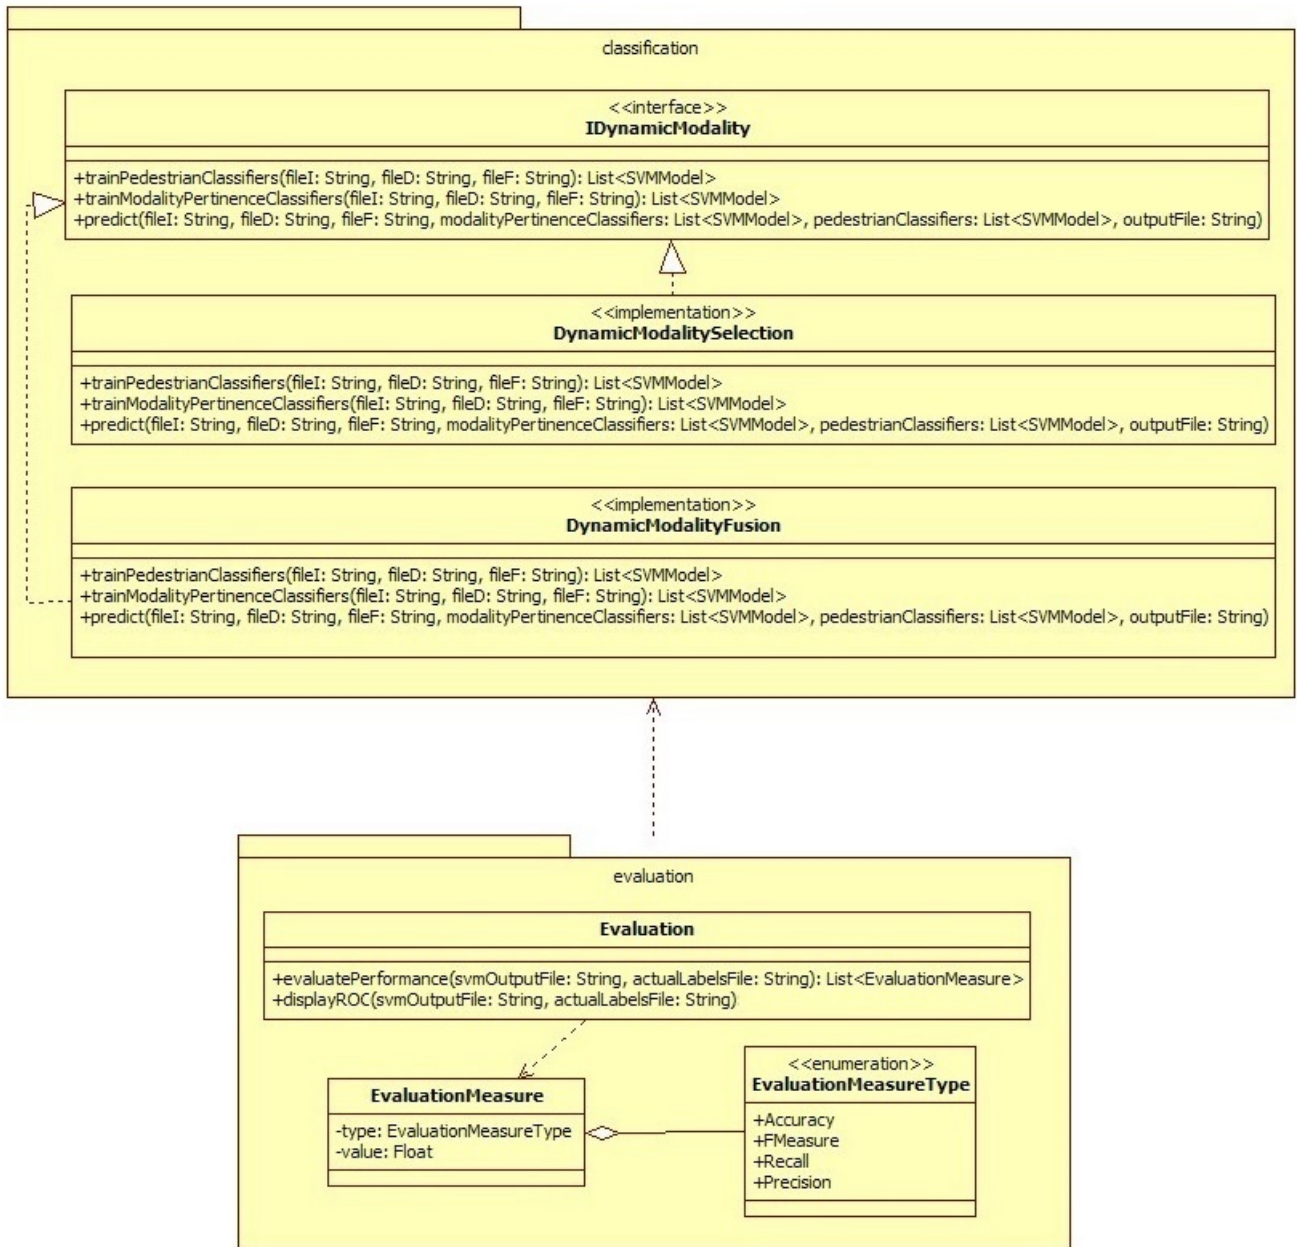 classification
<<interface>>
IDynamicModality
+trainPedestrianClassifiers(fileI: String, fileD: String, fileF: String): List<SVMModel>
+trainModalityPertinenceClassifiers(fileI: String, fileD: String, fileF: String): List<SVMModel>
+predict(fileI: String, fileD: String, fileF: String, modalityPertinenceClassifiers: List<SVMModel>, pedestrianClassifiers: List<SVMModel>, outputFile: String)
<<implementation>>
DynamicModalitySelection
+trainPedestrianClassifiers(fileI: String, fileD: String, fileF: String): List<SVMModel>
+trainModalityPertinenceClassifiers(fileI: String, fileD: String, fileF: String): List<SVMModel>
+predict(fileI: String, fileD: String, fileF: String, modalityPertinenceClassifiers: List<SVMModel>, pedestrianClassifiers: List<SVMModel>, outputFile: String)
<<implementation>>
DynamicModalityFusion
+trainPedestrianClassifiers(fileI: String, fileD: String, fileF: String): List<SVMModel>
+trainModalityPertinenceClassifiers(fileI: String, fileD: String, fileF: String): List<SVMModel>
+predict(fileI: String, fileD: String, fileF: String, modalityPertinenceClassifiers: List<SVMModel>, pedestrianClassifiers: List<SVMModel>, outputFile: String)
evaluation
Evaluation
+evaluatePerformance(svmOutputFile: String, actualLabelsFile: String): List<EvaluationMeasure>
+displayROC(svmOutputFile: String, actualLabelsFile: String)
EvaluationMeasure
-type: EvaluationMeasureType
-value: Float
<<enumeration>>
EvaluationMeasureType
+Accuracy
+FMeasure
+Recall
+Precision